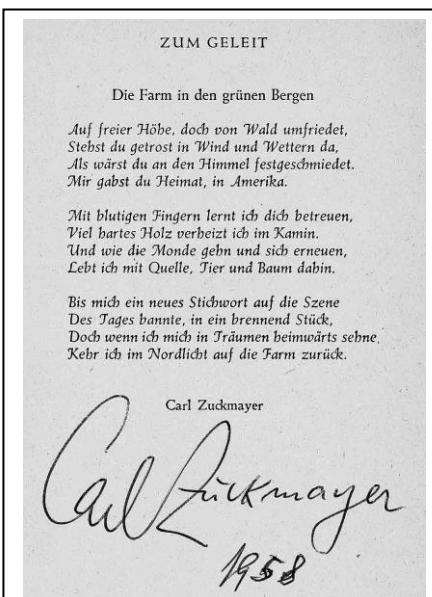 ZUM GELEIT
Die Farm in den grünen Bergen
Auf freier Höhe, doch von Wald umfriedet,
Stehst du getrost in Wind und Wettern da,
Als wärst du an den Himmel festgeschmiedet.
Mir gabst du Heimat, in Amerika.
Mit blutigen Fingern lernt ich dich betreuen,
Viel hartes Holz verheizt ich im Kamin.
Und wie die Monde gehn und sich erneuen,
Lebt ich mit Quelle, Tier und Baum dahin.
Bis mich ein neues Stichwort auf die Szene
Des Tages bannte, in ein brennend Stück,
Doch wenn ich mich in Träumen heimwärts sehne,
Kehr ich im Nordlicht auf die Farm zurück.
Carl Zuckmayer
Carl Zuckmayer
1958